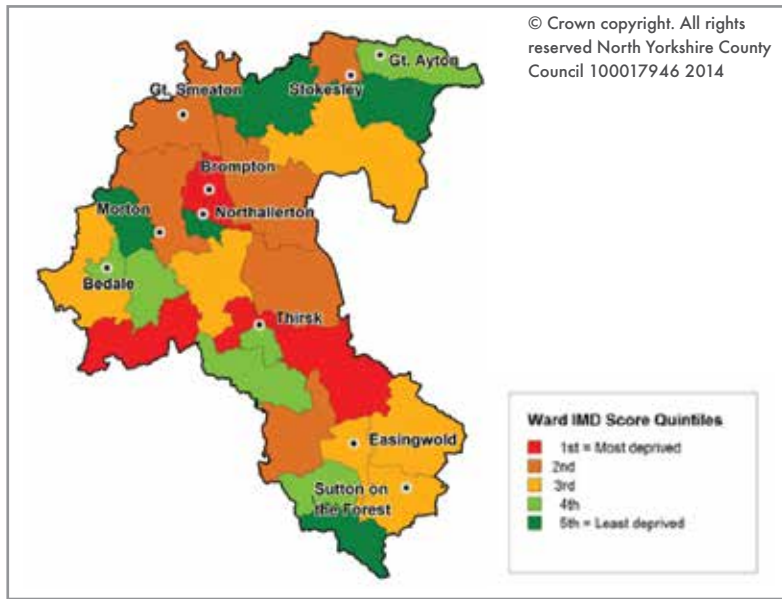 © Crown copyright. All rights
reserved North Yorkshire County
Council 100017946 2014
Gt. Ayton
Stokesley
Gt. Smeaton
Brompton
Northallerton
Morton
Bedale
Thirsk
Easingwold
Sutton on
the Forest
Ward IMD Score Quintiles
1st = Most deprived
2nd
3rd
4th
5th = Least deprived